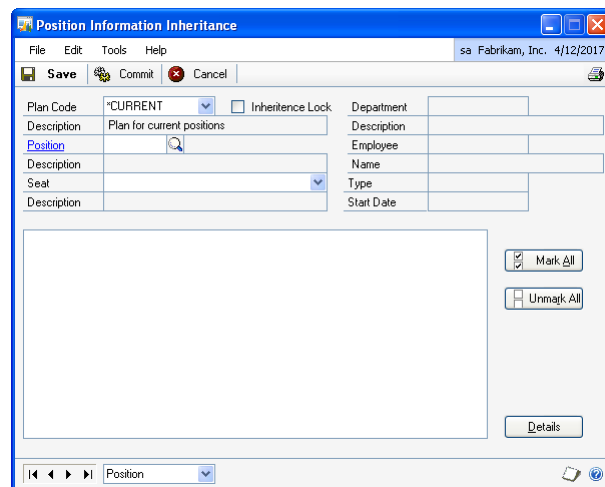 Position Information Inheritance
File Edit Tools Help sa Fabrikam, Inc. 4/12/2017
Save Commit Cancel
Plan Code *CURRENT Inheritence Lock Department
Description Plan for current positions Description
Position Employee
Description Name
Seat Type
Description Start Date
Mark All
Unmark All
Details
Position